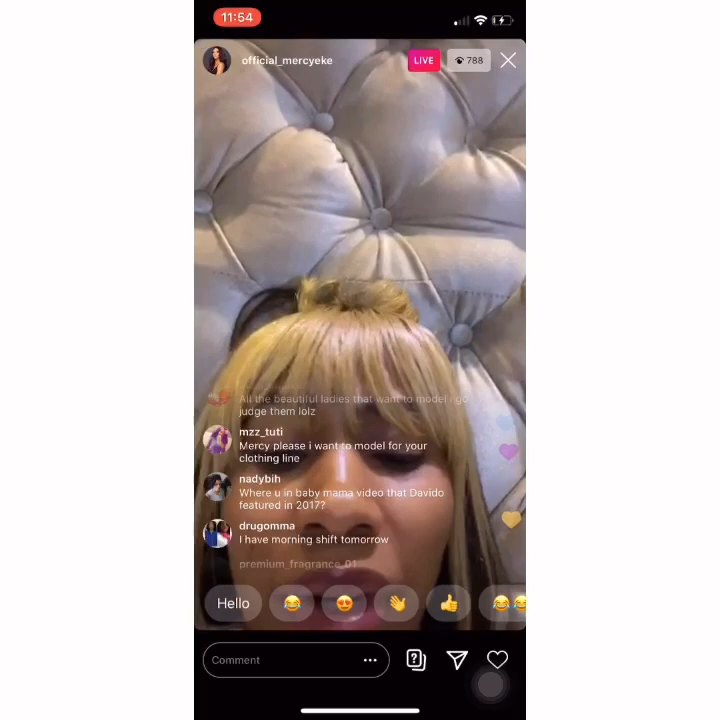 11:54
official_mercyeke
LIVE
788
All the beautiful ladies that want to model i go
judge them lolz
mzz_tuti
Mercy please i want to model for your
clothing line
nadybih
Where u in baby mama video that Davido
featured in 2017?
drugomma
I have morning shift tomorrow
premium_fragrance_01
Hello
Comment